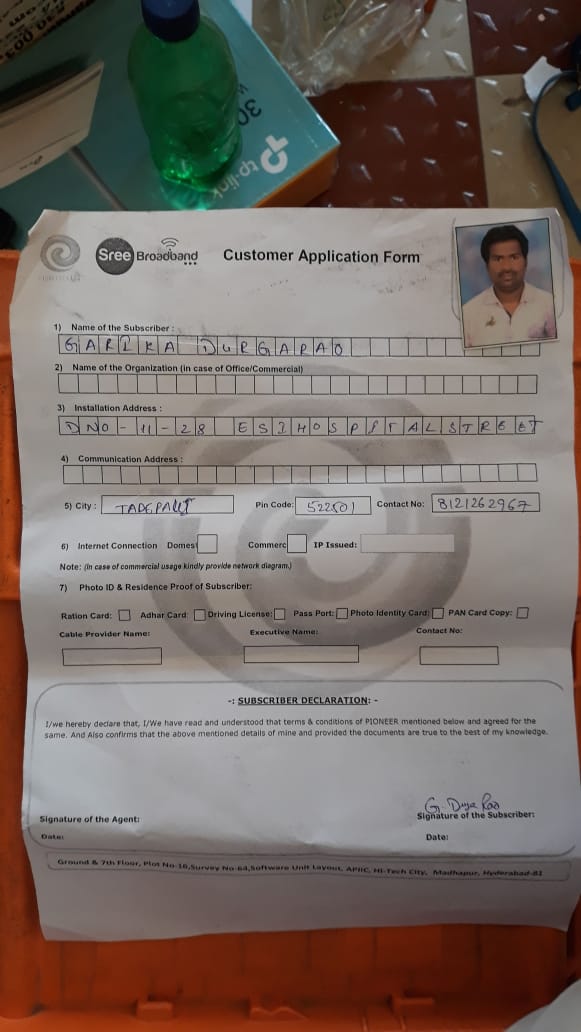 30
tp-link
Sree Broadband Customer Application Form
1) Name of the Subscriber :
GARIKA DURGARAO
2) Name of the Organization (in case of Office/Commercial)
3) Installation Address :
DNO-11-28 ESI HOSPITAL STREET
4) Communication Address :
5) City : TADEPALLI Pin Code: 522501 Contact No: 8121262967
6) Internet Connection Domest Commerc IP Issued:
Note: (in case of commercial usage kindly provide network diagram.)
7) Photo ID & Residence Proof of Subscriber:
Ration Card: Adhar Card: Driving License: Pass Port: Photo Identity Card: PAN Card Copy:
Cable Provider Name: Executive Name: Contact No:
-: SUBSCRIBER DECLARATION: -
I/we hereby declare that, I/We have read and understood that terms & conditions of PIONEER mentioned below and agreed for the
same. And Also confirms that the above mentioned details of mine and provided the documents are true to the best of my knowledge.
G. Durga Rao
Signature of the Agent: Signature of the Subscriber:
Date: Date:
Ground & 7th Floor, Plot No-16,Survey No-64,Software Unit Layout, APIIC, Hi-Tech City, Madhapur, Hyderabad-81